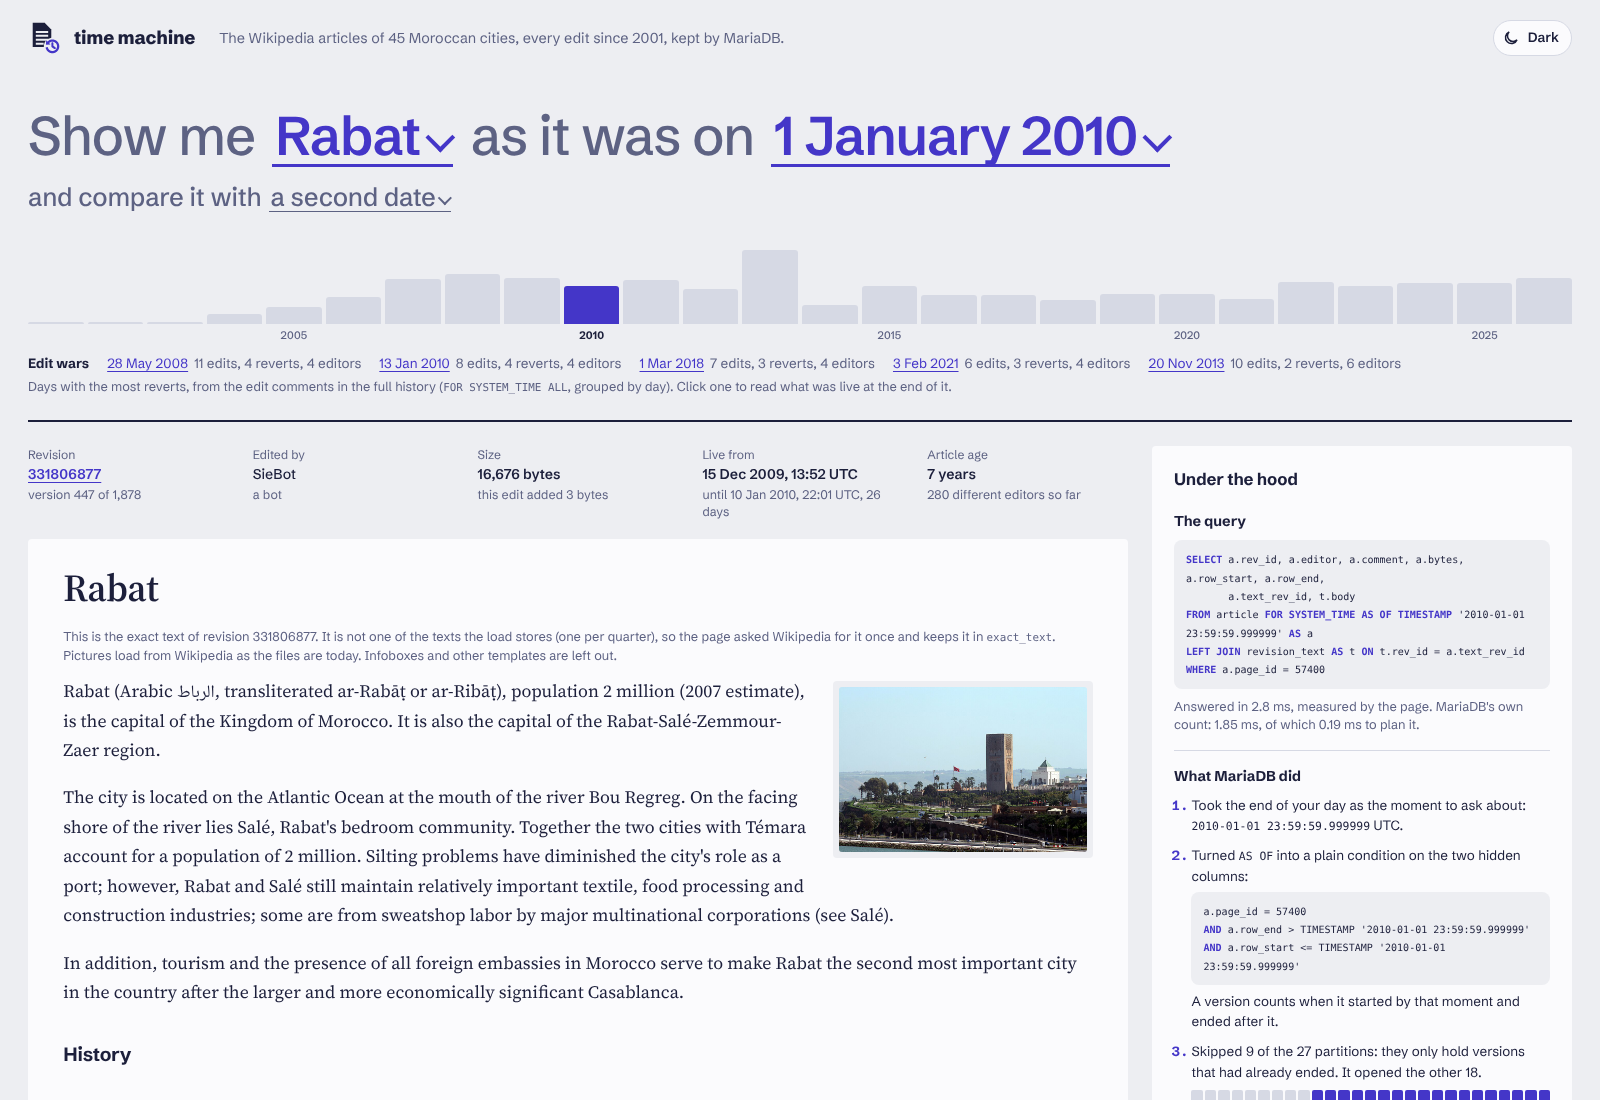 time machine
The Wikipedia articles of 45 Moroccan cities, every edit since 2001, kept by MariaDB.
Dark
Show me Rabat as it was on 1 January 2010
and compare it with a second date
2005 2010 2015 2020 2025
Edit wars 28 May 2008 11 edits, 4 reverts, 4 editors 13 Jan 2010 8 edits, 4 reverts, 4 editors 1 Mar 2018 7 edits, 3 reverts, 4 editors 3 Feb 2021 6 edits, 3 reverts, 4 editors 20 Nov 2013 10 edits, 2 reverts, 6 editors
Days with the most reverts, from the edit comments in the full history (FOR SYSTEM_TIME ALL, grouped by day). Click one to read what was live at the end of it.
Revision
331806877
version 447 of 1,878
Edited by
SieBot
a bot
Size
16,676 bytes
this edit added 3 bytes
Live from
15 Dec 2009, 13:52 UTC
until 10 Jan 2010, 22:01 UTC, 26
days
Article age
7 years
280 different editors so far
Rabat
This is the exact text of revision 331806877. It is not one of the texts the load stores (one per quarter), so the page asked Wikipedia for it once and keeps it in exact_text.
Pictures load from Wikipedia as the files are today. Infoboxes and other templates are left out.
Rabat (Arabic الرباط, transliterated ar-Rabāṭ or ar-Ribāṭ), population 2 million (2007 estimate),
is the capital of the Kingdom of Morocco. It is also the capital of the Rabat-Salé-Zemmour-
Zaer region.
The city is located on the Atlantic Ocean at the mouth of the river Bou Regreg. On the facing
shore of the river lies Salé, Rabat's bedroom community. Together the two cities with Témara
account for a population of 2 million. Silting problems have diminished the city's role as a
port; however, Rabat and Salé still maintain relatively important textile, food processing and
construction industries; some are from sweatshop labor by major multinational corporations (see Salé).
In addition, tourism and the presence of all foreign embassies in Morocco serve to make Rabat the second most important city
in the country after the larger and more economically significant Casablanca.
History
Under the hood
The query
SELECT a.rev_id, a.editor, a.comment, a.bytes,
a.row_start, a.row_end,
a.text_rev_id, t.body
FROM article FOR SYSTEM_TIME AS OF TIMESTAMP '2010-01-01
23:59:59.999999' AS a
LEFT JOIN revision_text AS t ON t.rev_id = a.text_rev_id
WHERE a.page_id = 57400
Answered in 2.8 ms, measured by the page. MariaDB's own
count: 1.85 ms, of which 0.19 ms to plan it.
What MariaDB did
1. Took the end of your day as the moment to ask about:
2010-01-01 23:59:59.999999 UTC.
2. Turned AS OF into a plain condition on the two hidden
columns:
a.page_id = 57400
AND a.row_end > TIMESTAMP '2010-01-01 23:59:59.999999'
AND a.row_start <= TIMESTAMP '2010-01-01
23:59:59.999999'
A version counts when it started by that moment and
ended after it.
3. Skipped 9 of the 27 partitions: they only hold versions
that had already ended. It opened the other 18.